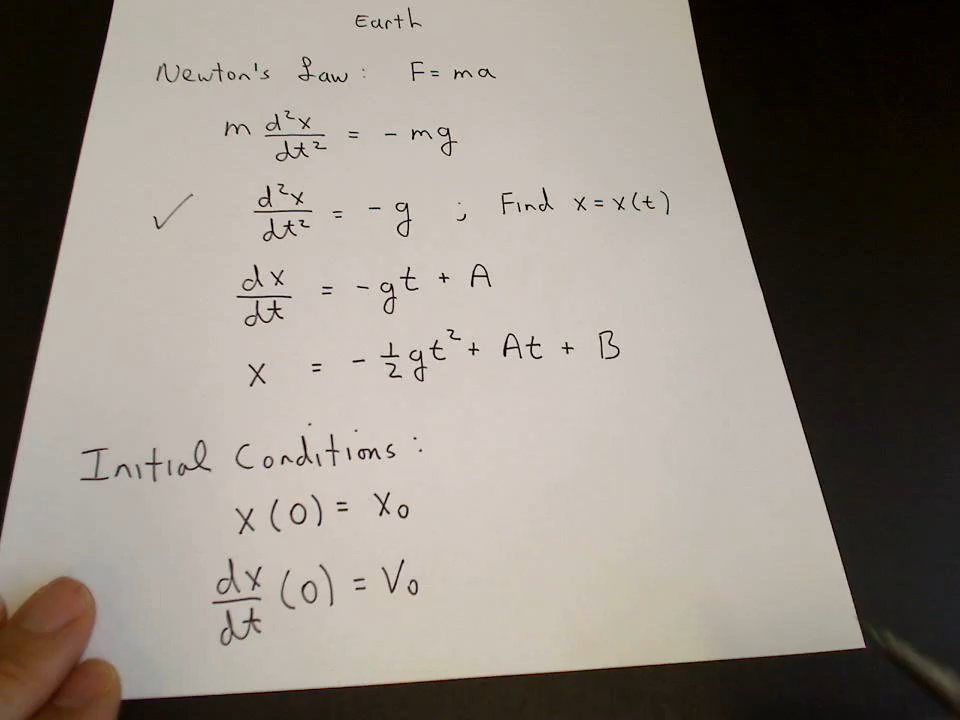 Earth
Newton's Law: F = ma
m d²x/dt² = - mg
✓ d²x/dt² = - g ; Find x = x(t)
dx/dt = - gt + A
x = - ½gt² + At + B
Initial Conditions:
x(0) = x₀
dx/dt (0) = V₀